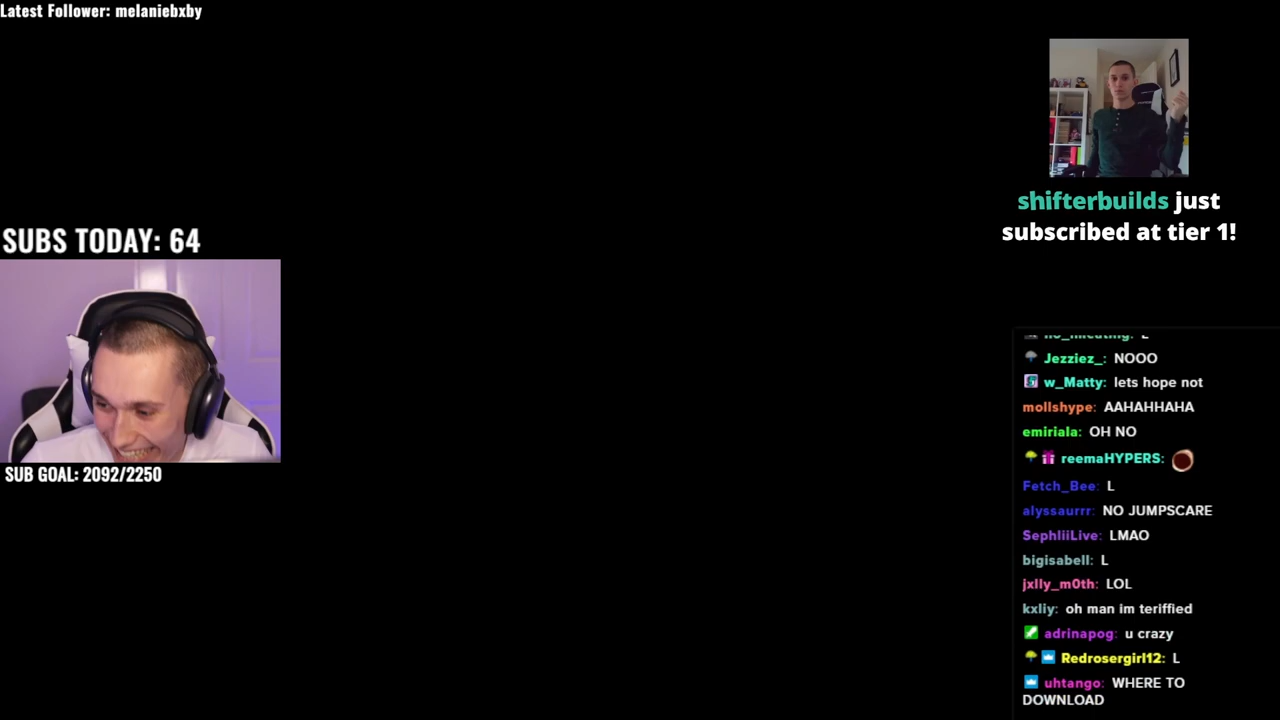 Latest Follower: melaniebxby
SUBS TODAY: 64
SUB GOAL: 2092/2250
shifterbuilds just
subscribed at tier 1!
Jezziez_: NOOO
w_Matty: lets hope not
mollshype: AAHAHHAHA
emiriala: OH NO
reemaHYPERS:
Fetch_Bee: L
alyssaurrr: NO JUMPSCARE
SephliiLive: LMAO
bigisabell: L
jxlly_m0th: LOL
kxliy: oh man im teriffied
adrinapog: u crazy
Redrosergirl12: L
uhtango: WHERE TO
DOWNLOAD